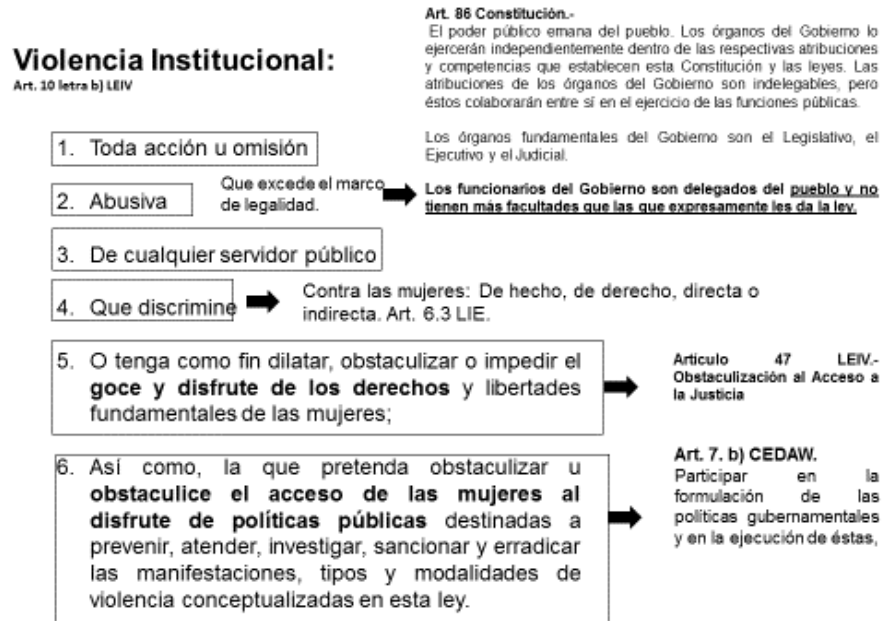 Violencia Institucional:
Art. 10 letra b) LEIV
Art. 86 Constitución.-
El poder público emana del pueblo. Los órganos del Gobierno lo
ejercerán independientemente dentro de las respectivas atribuciones
y competencias que establecen esta Constitución y las leyes. Las
atribuciones de los órganos del Gobierno son indelegables, pero
éstos colaborarán entre sí en el ejercicio de las funciones públicas.
Los órganos fundamentales del Gobierno son el Legislativo, el
Ejecutivo y el Judicial.
Los funcionarios del Gobierno son delegados del pueblo y no
tienen más facultades que las que expresamente les da la ley.
1. Toda acción u omisión
2. Abusiva
Que excede el marco
de legalidad.
3. De cualquier servidor público
4. Que discrimine
Contra las mujeres: De hecho, de derecho, directa o
indirecta. Art. 6.3 LIE.
5. O tenga como fin dilatar, obstaculizar o impedir el
goce y disfrute de los derechos y libertades
fundamentales de las mujeres;
Artículo 47 LEIV.-
Obstaculización al Acceso a
la Justicia
6. Así como, la que pretenda obstaculizar u
obstaculice el acceso de las mujeres al
disfrute de políticas públicas destinadas a
prevenir, atender, investigar, sancionar y erradicar
las manifestaciones, tipos y modalidades de
violencia conceptualizadas en esta ley.
Art. 7. b) CEDAW.
Participar en la
formulación de las
políticas gubernamentales
y en la ejecución de éstas,